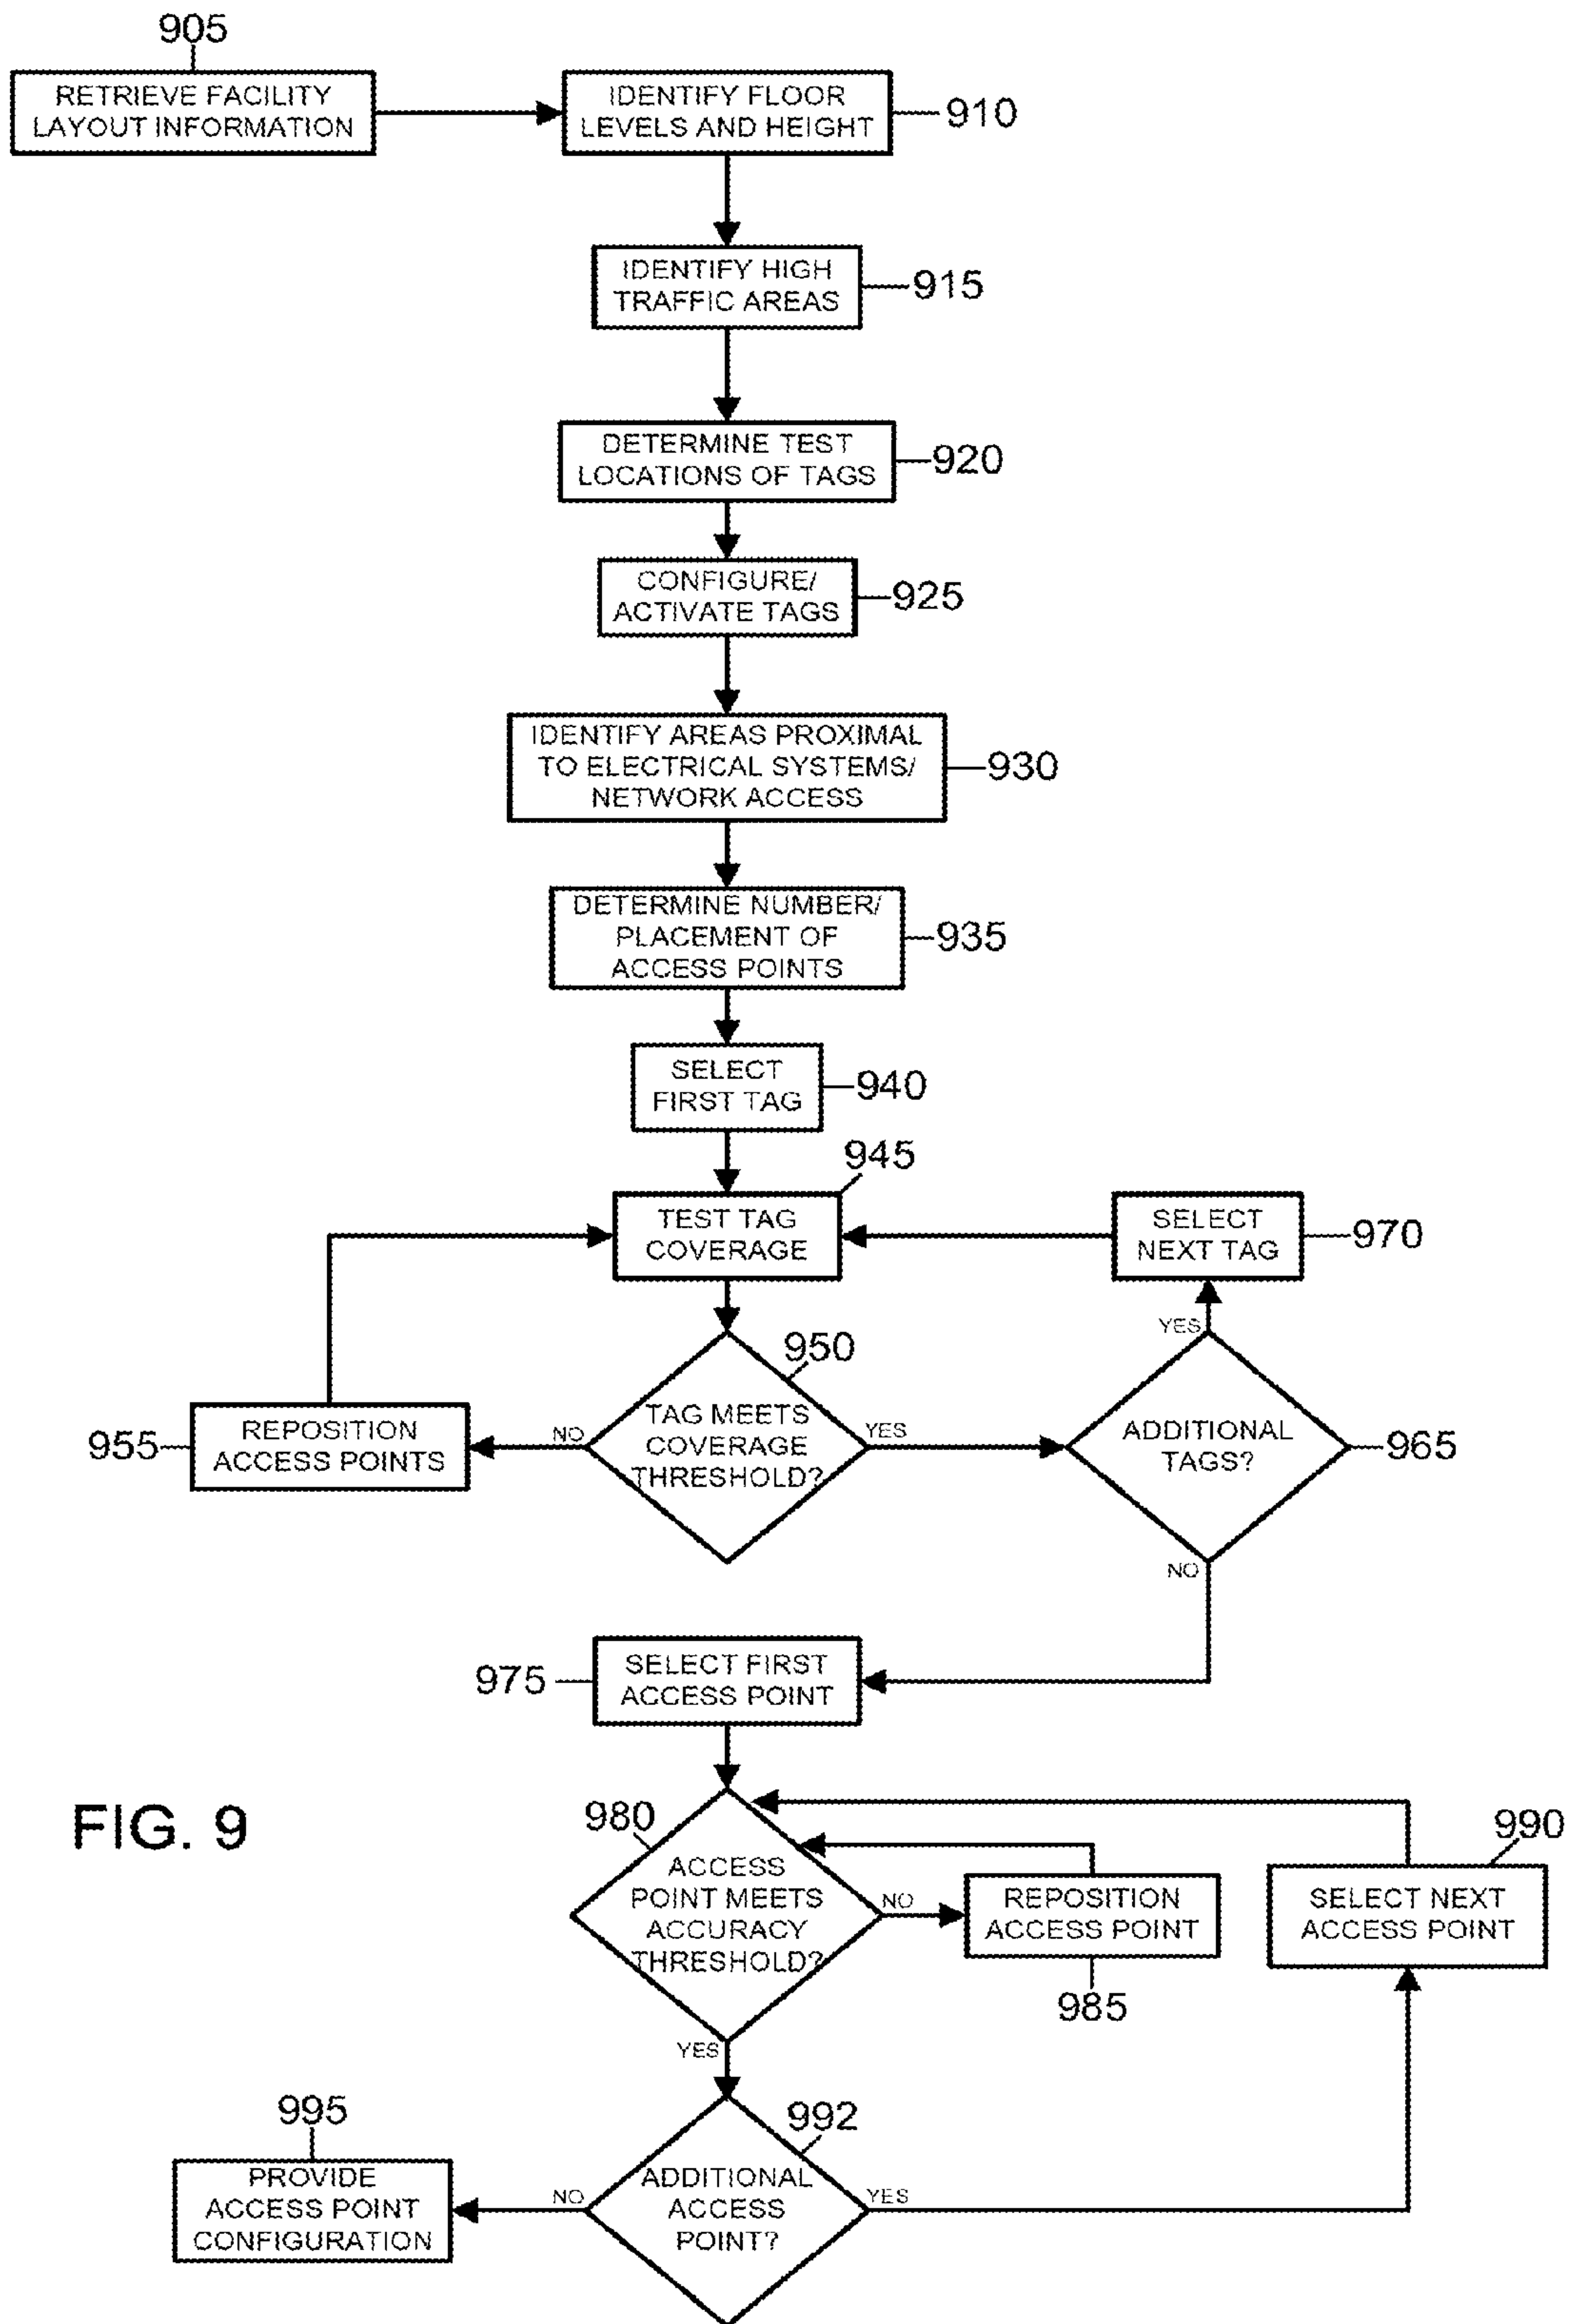 905
RETRIEVE FACILITY
LAYOUT INFORMATION
IDENTIFY FLOOR
LEVELS AND HEIGHT
910
IDENTIFY HIGH
TRAFFIC AREAS
915
DETERMINE TEST
LOCATIONS OF TAGS
920
CONFIGURE/
ACTIVATE TAGS
925
IDENTIFY AREAS PROXIMAL
TO ELECTRICAL SYSTEMS/
NETWORK ACCESS
930
DETERMINE NUMBER/
PLACEMENT OF
ACCESS POINTS
935
SELECT
FIRST TAG
940
945
TEST TAG
COVERAGE
SELECT
NEXT TAG
970
YES
950
TAG MEETS
COVERAGE
THRESHOLD?
NO
YES
955
REPOSITION
ACCESS POINTS
ADDITIONAL
TAGS?
965
NO
975
SELECT FIRST
ACCESS POINT
FIG. 9
980
ACCESS
POINT MEETS
ACCURACY
THRESHOLD?
NO
REPOSITION
ACCESS POINT
985
990
SELECT NEXT
ACCESS POINT
YES
992
ADDITIONAL
ACCESS
POINT?
NO
YES
995
PROVIDE
ACCESS POINT
CONFIGURATION